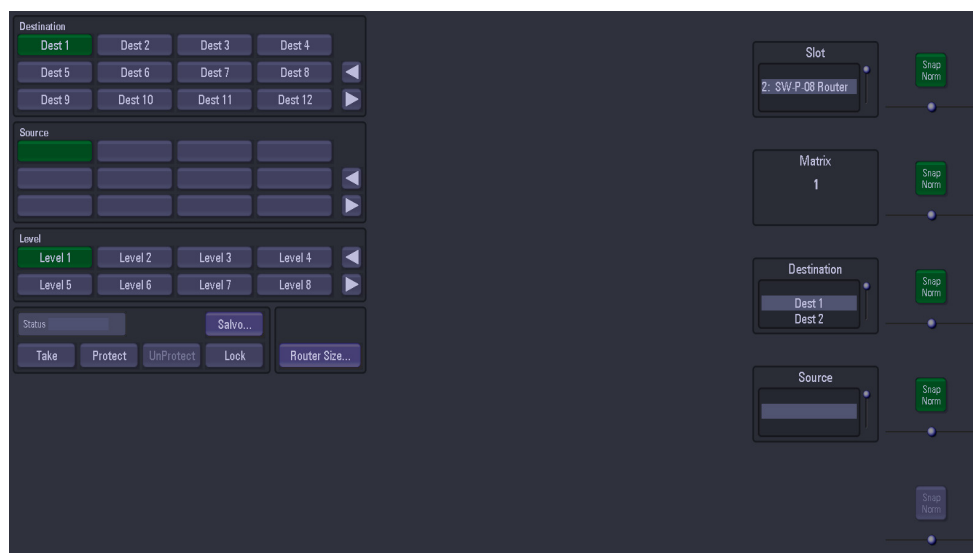 Destination
Dest 1 Dest 2 Dest 3 Dest 4
Dest 5 Dest 6 Dest 7 Dest 8
Dest 9 Dest 10 Dest 11 Dest 12
Source
Level
Level 1 Level 2 Level 3 Level 4
Level 5 Level 6 Level 7 Level 8
Status Salvo...
Take Protect UnProtect Lock Router Size...
Slot
2: SW-P-08 Router
Snap
Norm
Matrix
1
Snap
Norm
Destination
Dest 1
Dest 2
Snap
Norm
Source
Snap
Norm
Snap
Norm